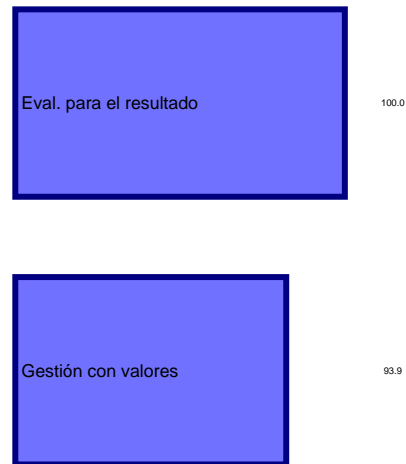 Eval. para el resultado
100.0
Gestión con valores
93.9